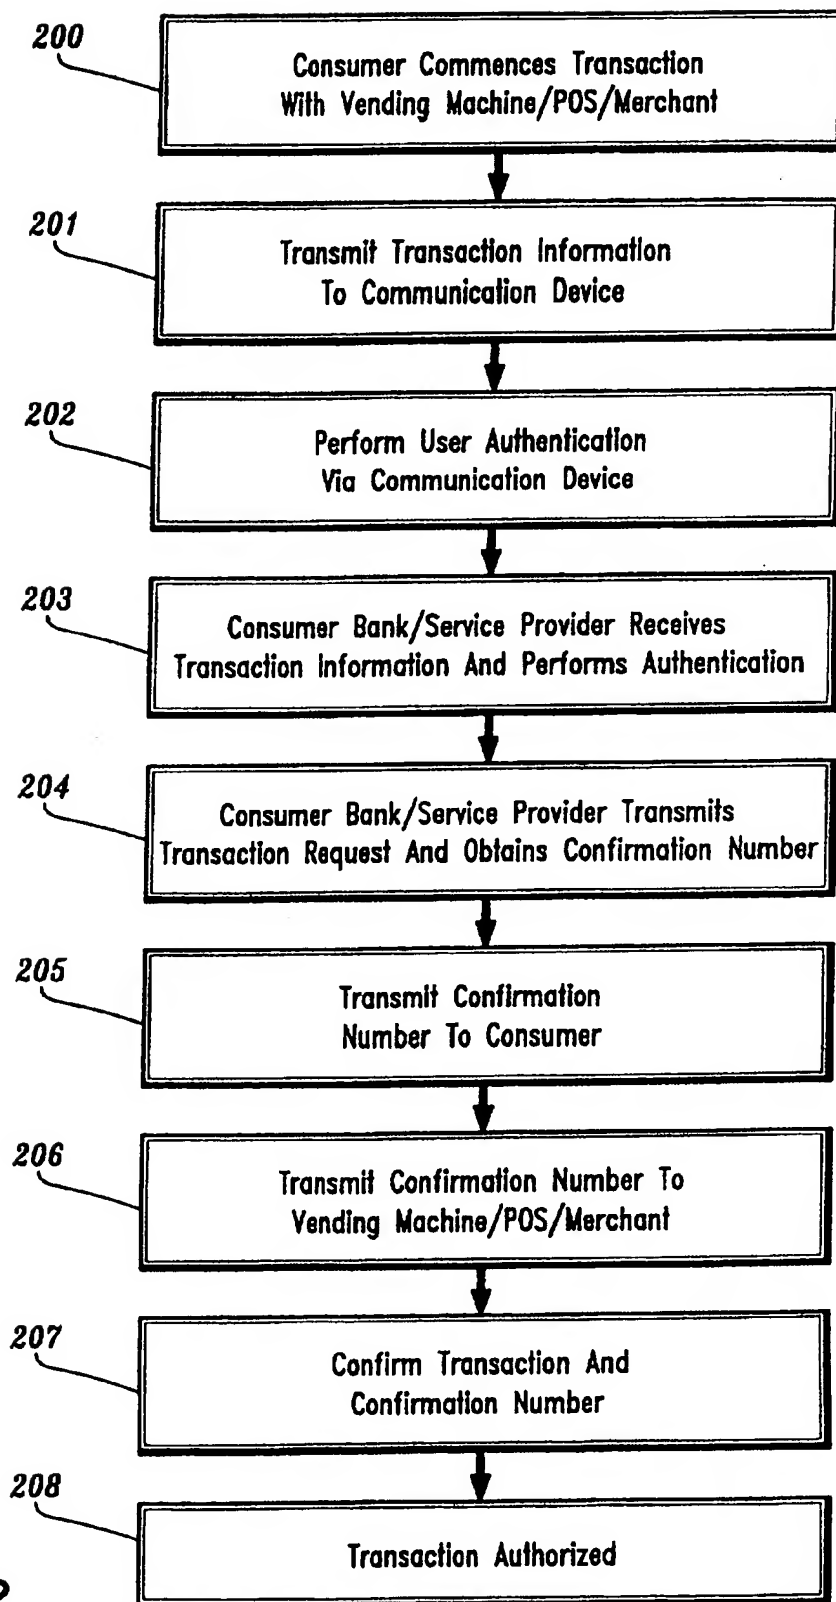 200
Consumer Commences Transaction
With Vending Machine/POS/Merchant
201
Transmit Transaction Information
To Communication Device
202
Perform User Authentication
Via Communication Device
203
Consumer Bank/Service Provider Receives
Transaction Information And Performs Authentication
204
Consumer Bank/Service Provider Transmits
Transaction Request And Obtains Confirmation Number
205
Transmit Confirmation
Number To Consumer
206
Transmit Confirmation Number To
Vending Machine/POS/Merchant
207
Confirm Transaction And
Confirmation Number
208
Transaction Authorized